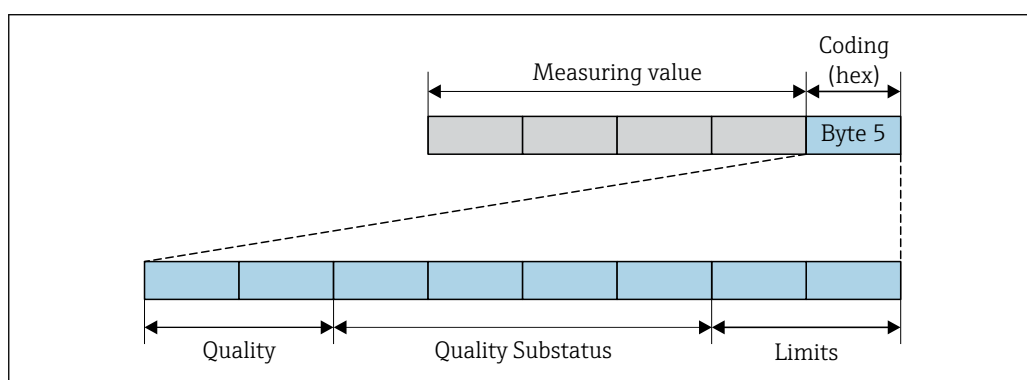 Coding
Measuring value
(hex)
Byte 5
Quality
Quality Substatus
Limits